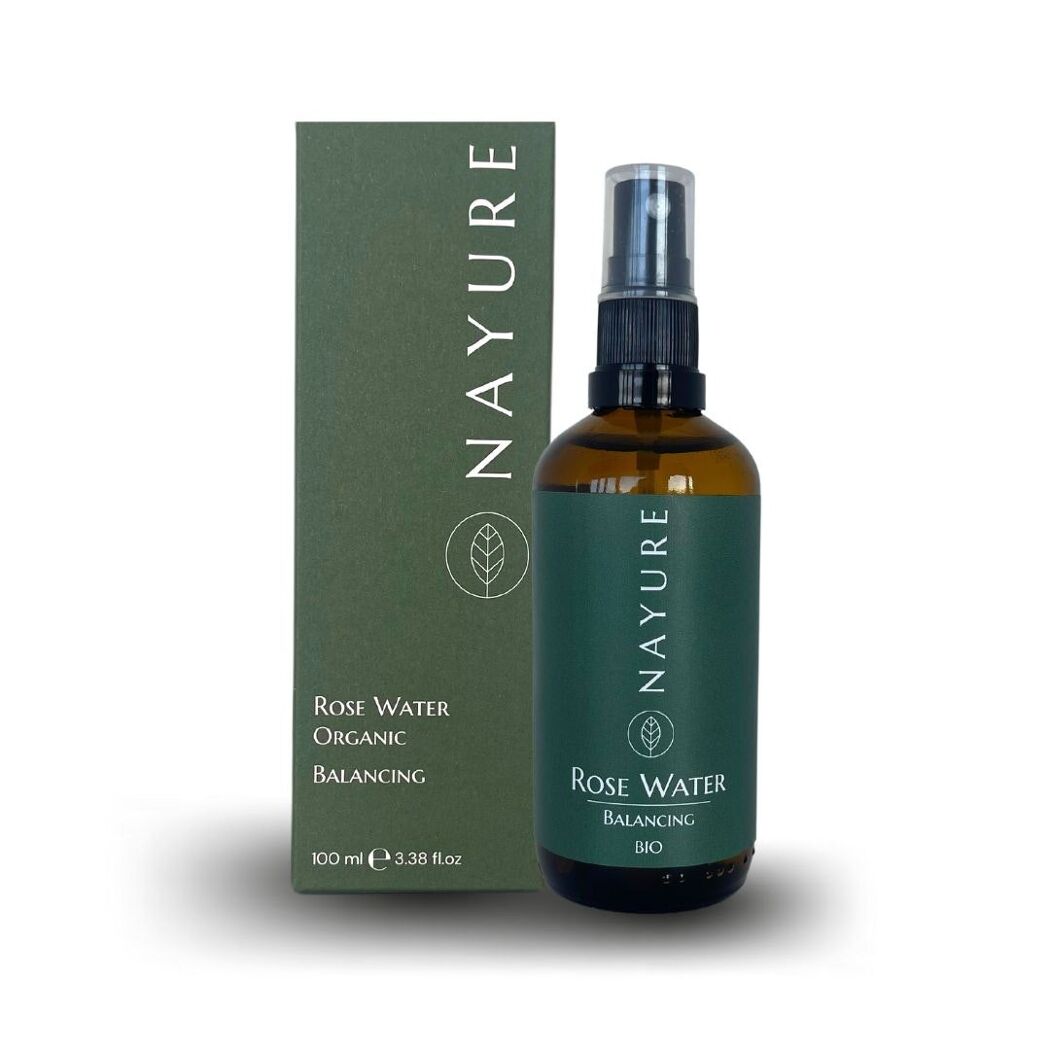 NAYURE
ROSE WATER
ORGANIC
BALANCING
100 ml ℮ 3.38 fl.oz
NAYURE
ROSE WATER
BALANCING
BIO